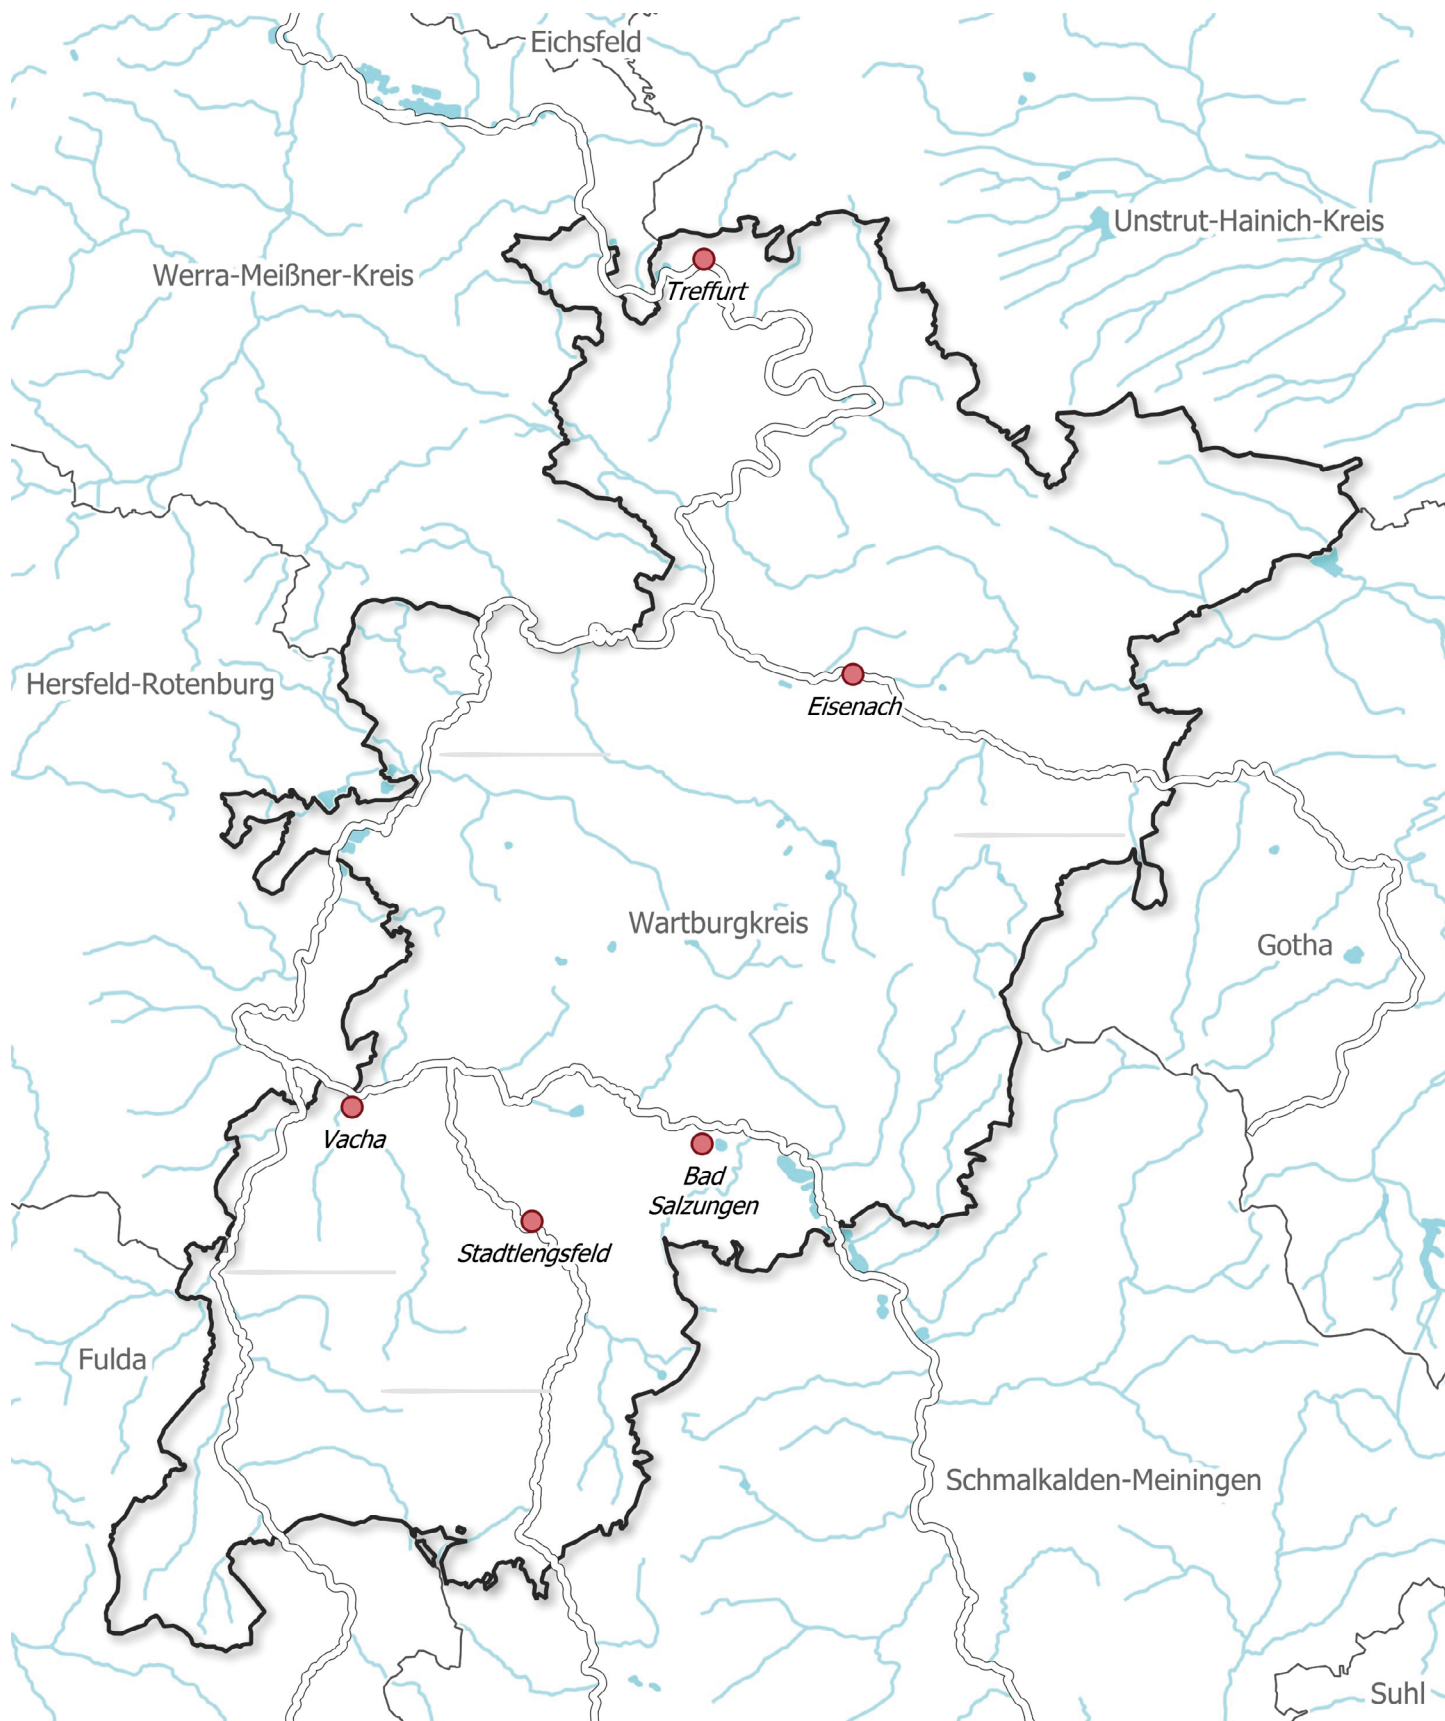 Eichsfeld
Unstrut-Hainich-Kreis
Werra-Meißner-Kreis
Treffurt
Hersfeld-Rotenburg
Eisenach
Wartburgkreis
Gotha
Vacha
Bad
Salzungen
Stadtlengsfeld
Fulda
Schmalkalden-Meiningen
Suhl